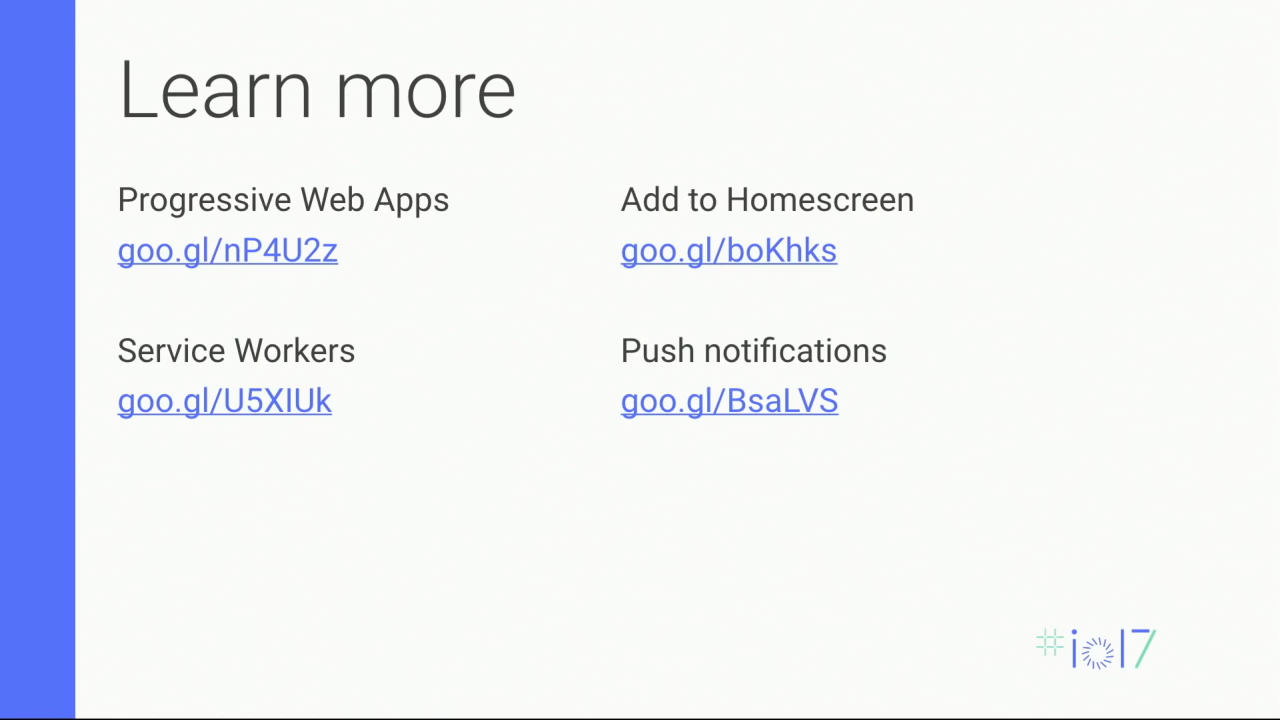 Learn more
Progressive Web Apps
goo.gl/nP4U2z
Service Workers
goo.gl/U5XIUk
Add to Homescreen
goo.gl/boKhks
Push notifications
goo.gl/BsaLVS
#io17